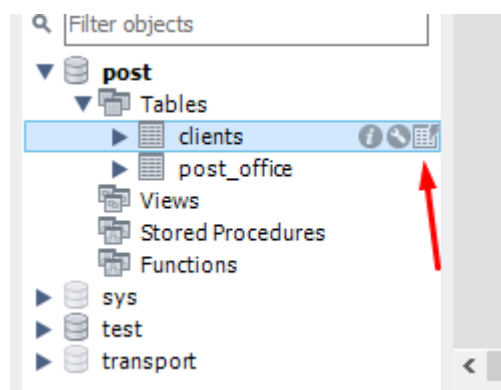 Filter objects
post
Tables
clients
post_office
Views
Stored Procedures
Functions
sys
test
transport